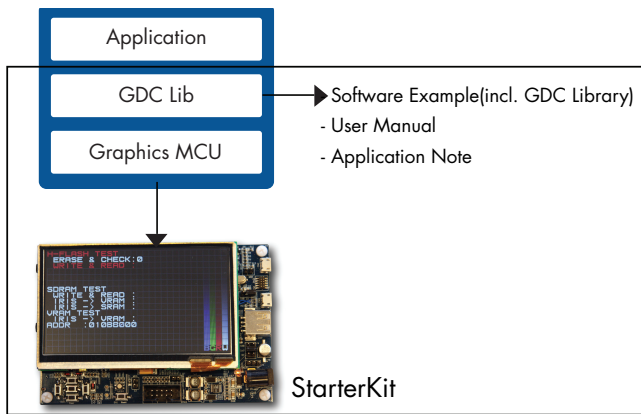 Application
GDC Lib
Software Example(incl. GDC Library)
- User Manual
- Application Note
Graphics MCU
H-FLASH TEST
ERASE & CHECK:0
WRITE & READ :
SDRAM TEST
WRITE & READ :
IRIS -> VRAM :
IRIS -> SRAM :
VRAM TEST
IRIS -> VRAM :
ADDR :01088000
StarterKit